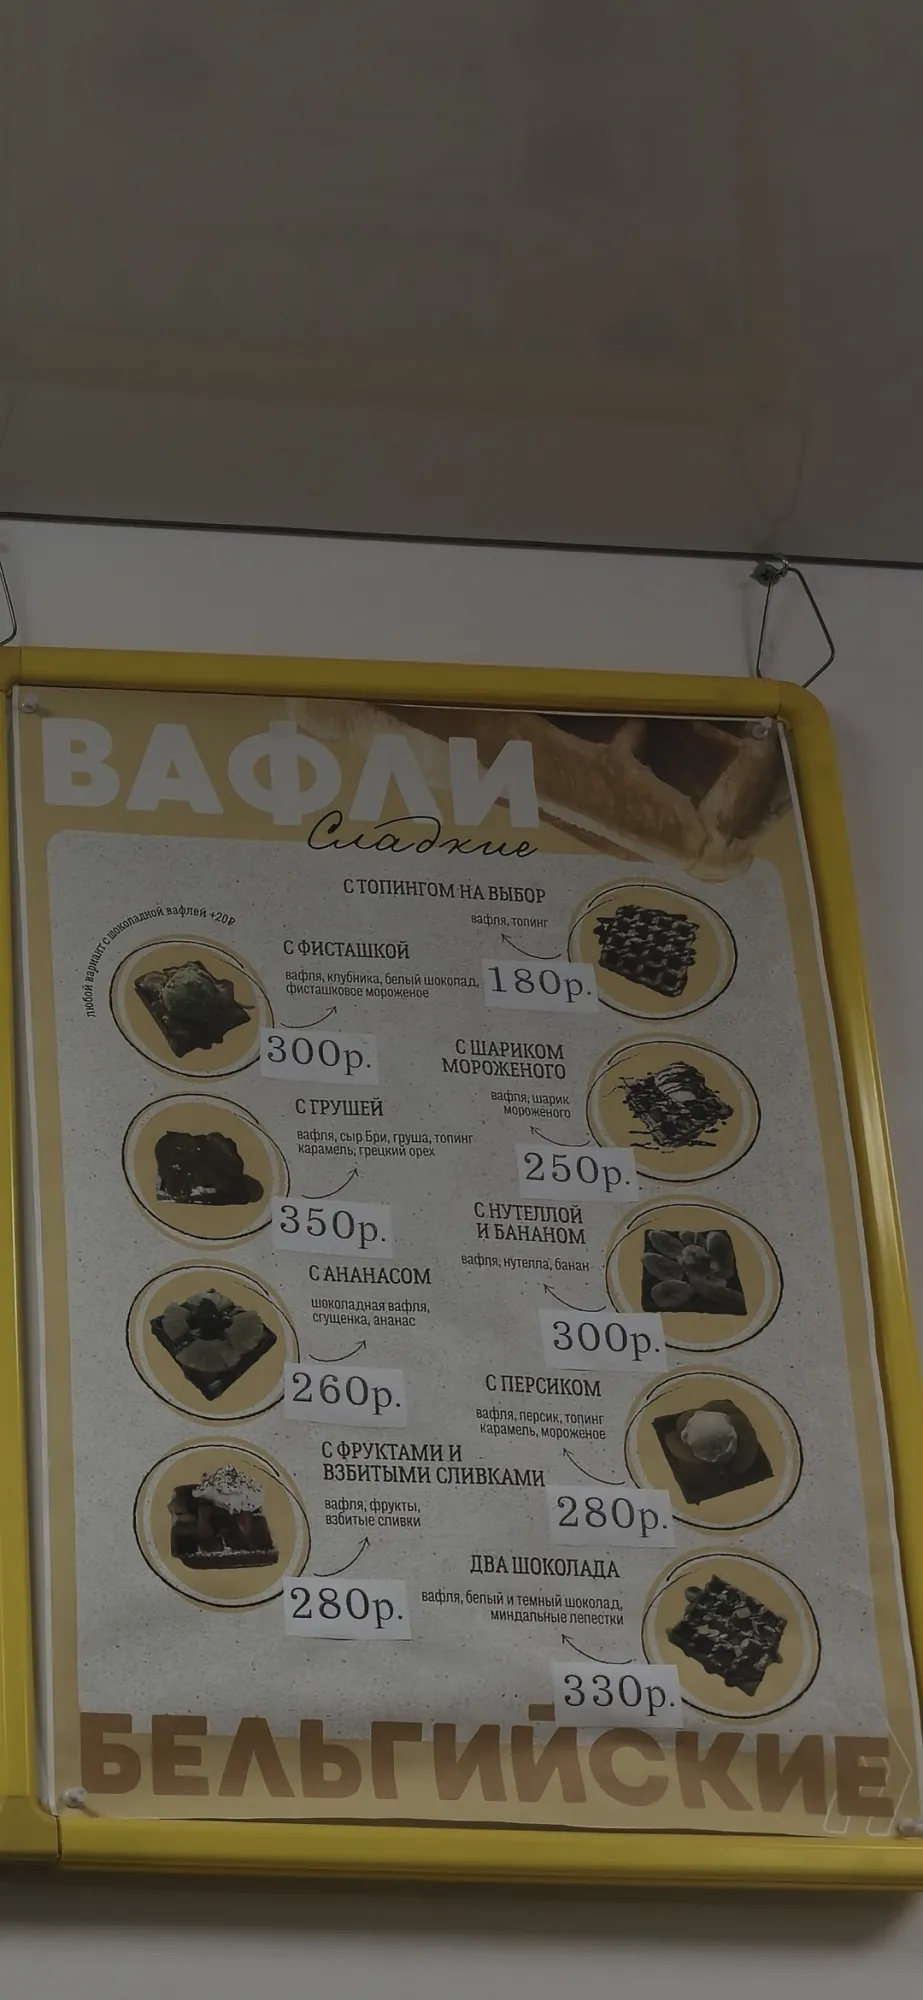 ВАФЛИ
Сладкие
С ТОПИНГОМ НА ВЫБОР
вафля, топинг
180р.
любой вариант с шоколадной вафлей +20₽
С ФИСТАШКОЙ
вафля, клубника, белый шоколад,
фисташковое мороженое
300р.
С ШАРИКОМ
МОРОЖЕНОГО
вафля, шарик
мороженого
250р.
С ГРУШЕЙ
вафля, сыр Бри, груша, топинг
карамель, грецкий орех
350р.
С НУТЕЛЛОЙ
И БАНАНОМ
вафля, нутелла, банан
300р.
С АНАНАСОМ
шоколадная вафля,
сгущенка, ананас
260р.
С ПЕРСИКОМ
вафля, персик, топинг
карамель, мороженое
280р.
С ФРУКТАМИ И
ВЗБИТЫМИ СЛИВКАМИ
вафля, фрукты,
взбитые сливки
280р.
ДВА ШОКОЛАДА
вафля, белый и темный шоколад,
миндальные лепестки
330р.
БЕЛЬГИЙСКИЕ